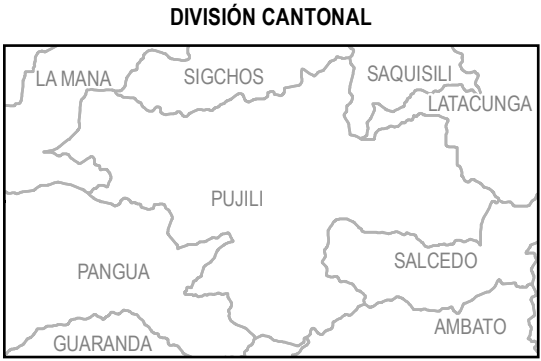 DIVISIÓN CANTONAL
LA MANA
SIGCHOS
SAQUISILI
LATACUNGA
PUJILI
PANGUA
SALCEDO
GUARANDA
AMBATO